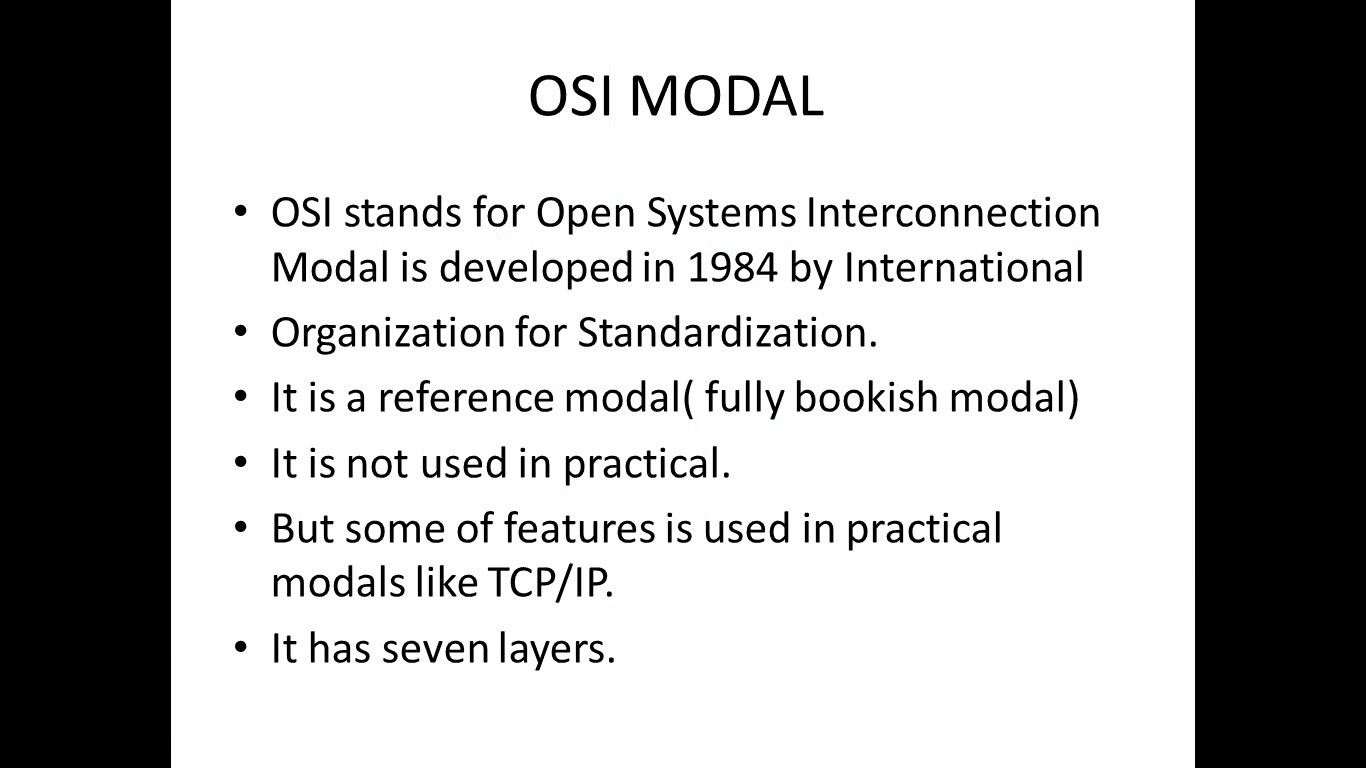 OSI MODAL
• OSI stands for Open Systems Interconnection
Modal is developed in 1984 by International
• Organization for Standardization.
• It is a reference modal( fully bookish modal)
• It is not used in practical.
• But some of features is used in practical
modals like TCP/IP.
• It has seven layers.